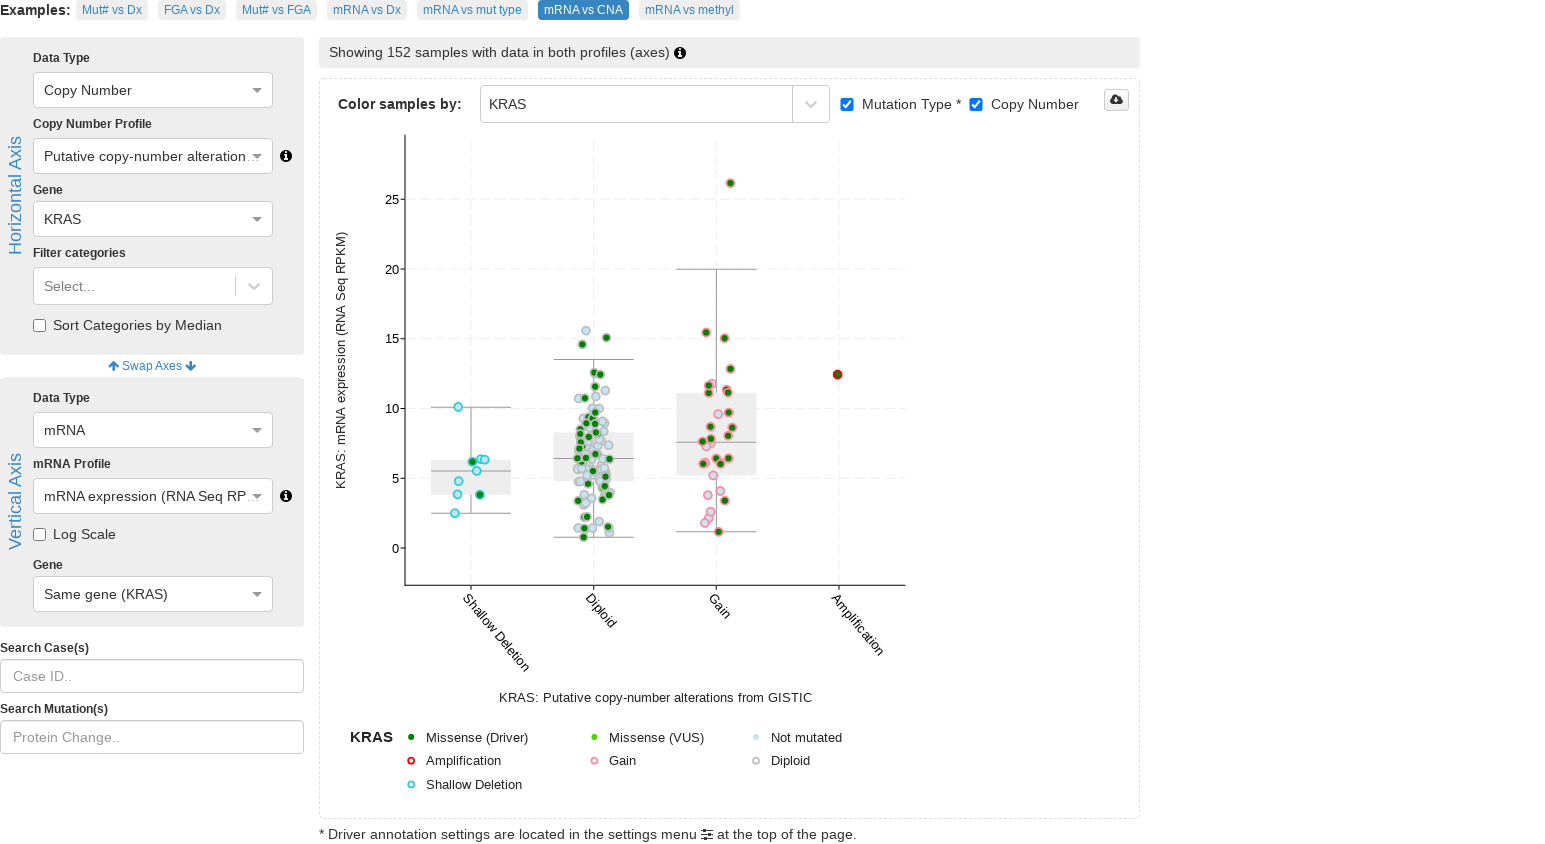 Examples: Mut# vs Dx FGA vs Dx Mut# vs FGA mRNA vs Dx mRNA vs mut type mRNA vs CNA mRNA vs methyl
Horizontal Axis
Data Type
Copy Number
Copy Number Profile
Putative copy-number alteration…
Gene
KRAS
Filter categories
Select...
Sort Categories by Median
Swap Axes
Vertical Axis
Data Type
mRNA
mRNA Profile
mRNA expression (RNA Seq RP…
Log Scale
Gene
Same gene (KRAS)
Search Case(s)
Case ID..
Search Mutation(s)
Protein Change..
Showing 152 samples with data in both profiles (axes)
Color samples by: KRAS Mutation Type * Copy Number
KRAS: mRNA expression (RNA Seq RPKM)
25
20
15
10
5
0
Shallow Deletion
Diploid
Gain
Amplification
KRAS: Putative copy-number alterations from GISTIC
KRAS Missense (Driver) Missense (VUS) Not mutated
Amplification Gain Diploid
Shallow Deletion
* Driver annotation settings are located in the settings menu at the top of the page.